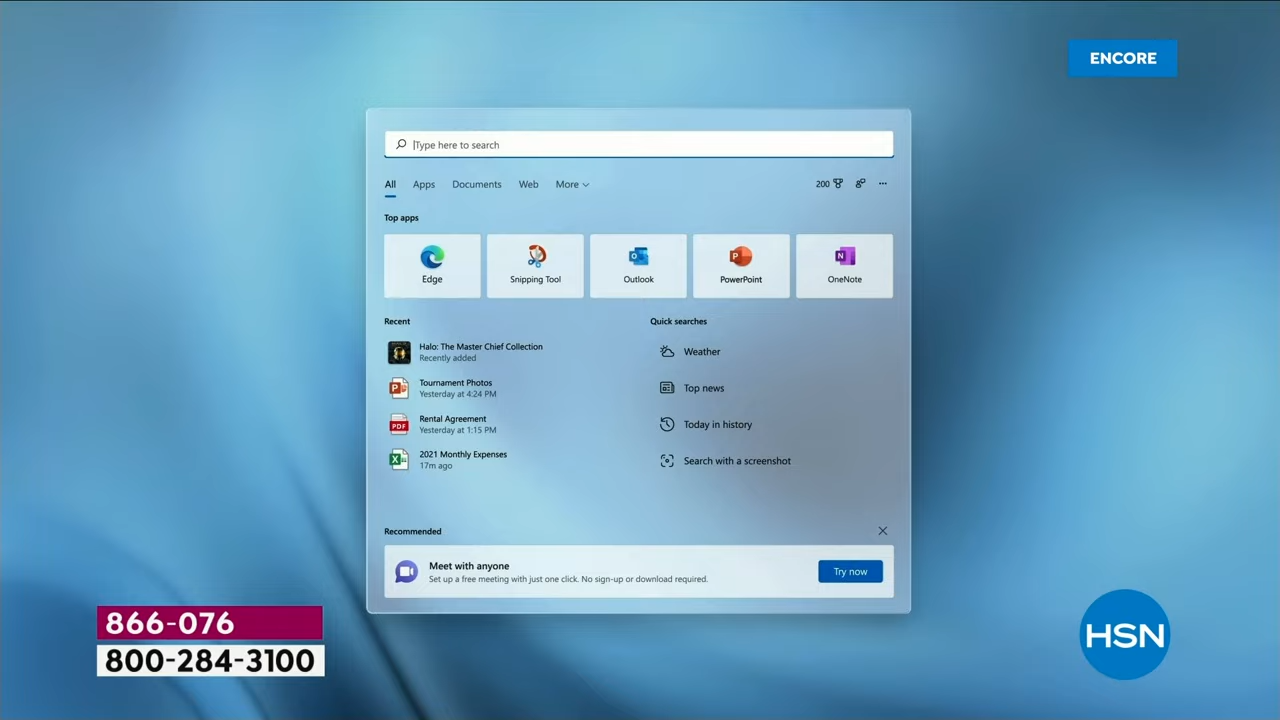 ENCORE
Type here to search
All Apps Documents Web More 200
Top apps
Edge Snipping Tool Outlook PowerPoint OneNote
Recent
Halo: The Master Chief Collection
Recently added
Tournament Photos
Yesterday at 4:24 PM
Rental Agreement
Yesterday at 1:15 PM
2021 Monthly Expenses
17m ago
Quick searches
Weather
Top news
Today in history
Search with a screenshot
Recommended
Meet with anyone
Set up a free meeting with just one click. No sign-up or download required.
Try now
866-076
800-284-3100
HSN